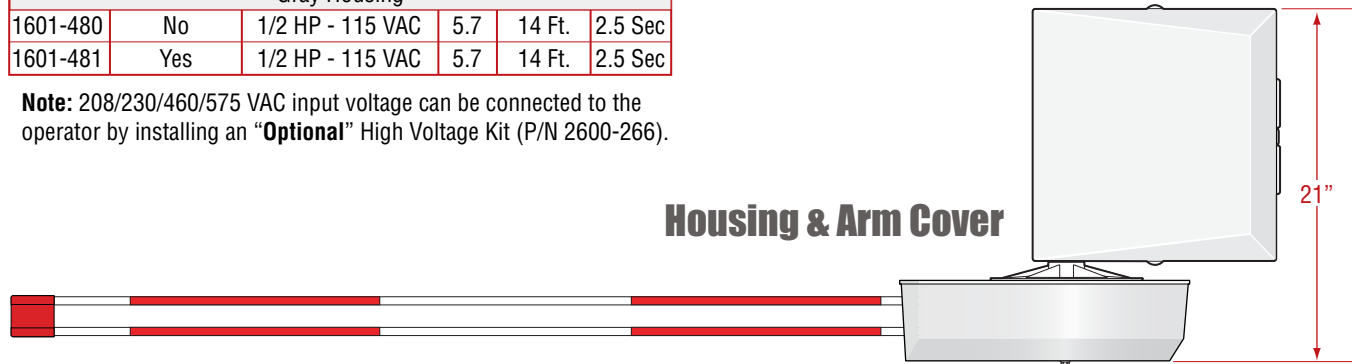 Gray Housing
1601-480 No 1/2 HP - 115 VAC 5.7 14 Ft. 2.5 Sec
1601-481 Yes 1/2 HP - 115 VAC 5.7 14 Ft. 2.5 Sec
Note: 208/230/460/575 VAC input voltage can be connected to the
operator by installing an “Optional” High Voltage Kit (P/N 2600-266).
21”
Housing & Arm Cover